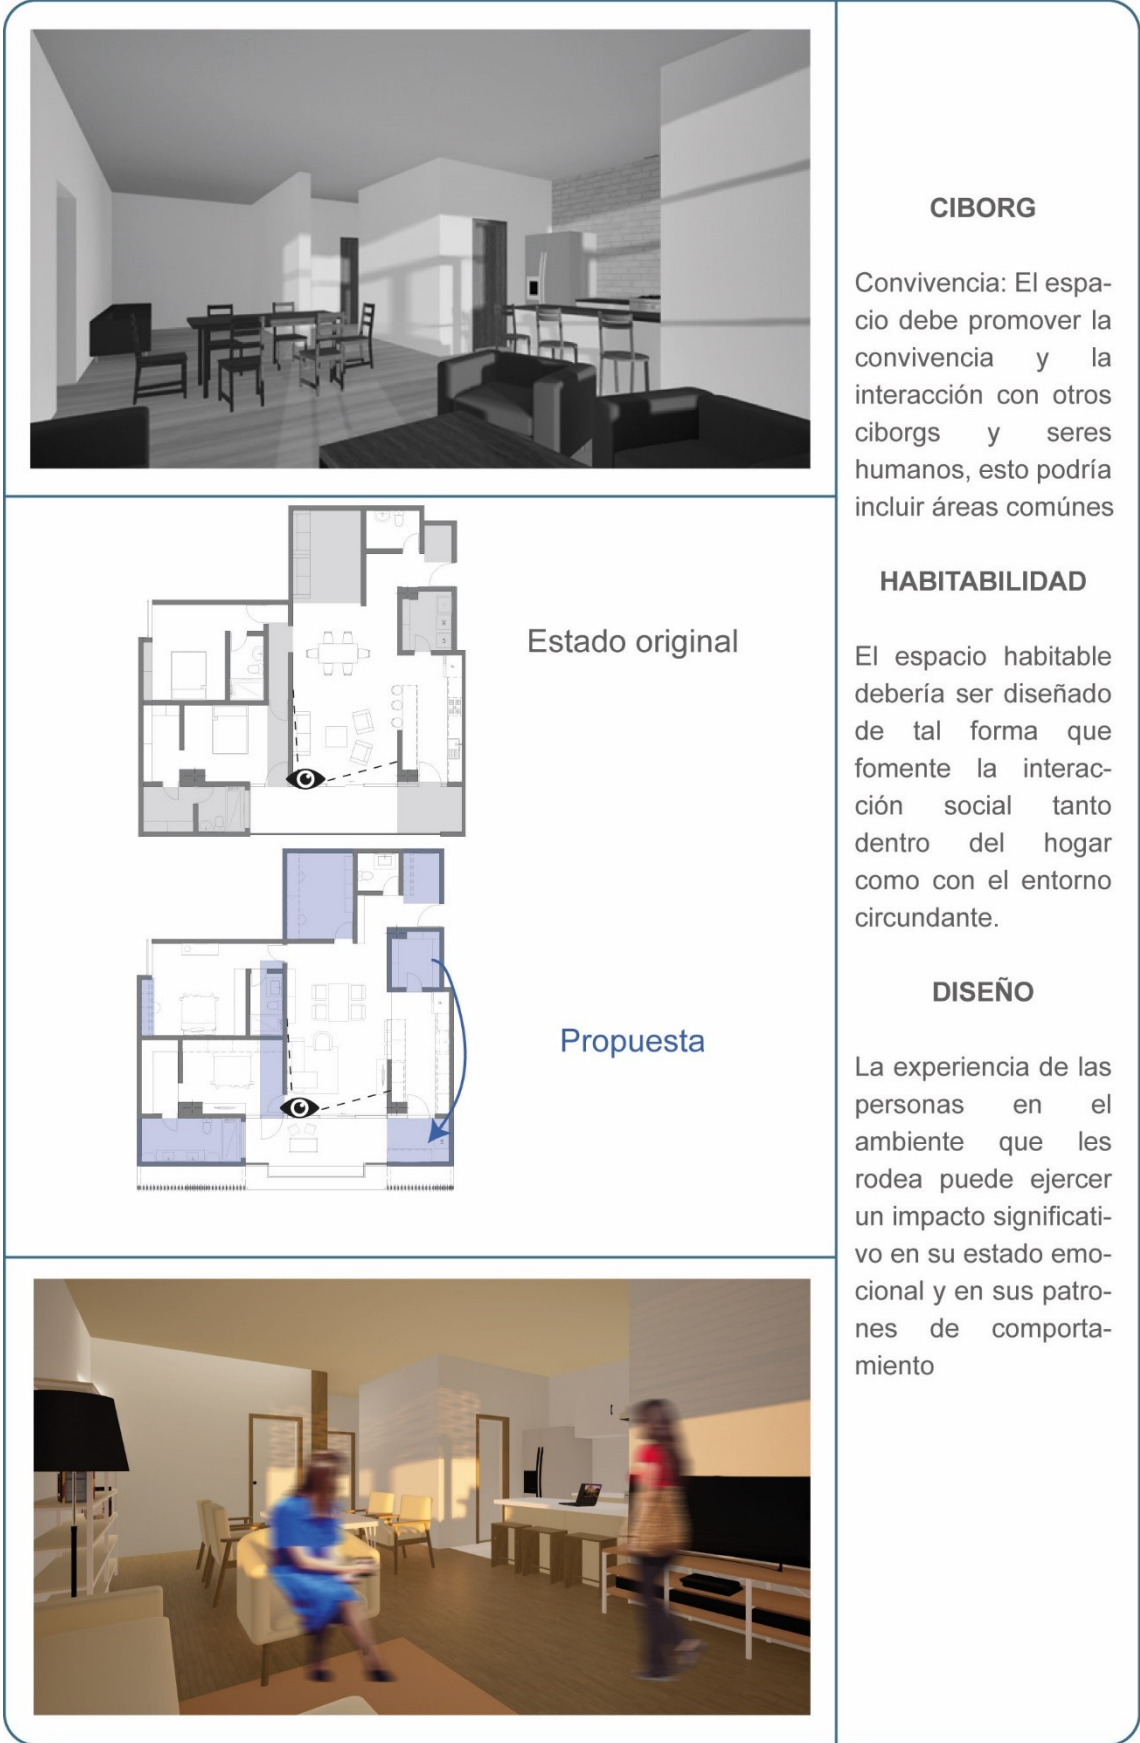 CIBORG
Convivencia: El espa-
cio debe promover la
convivencia y la
interacción con otros
ciborgs y seres
humanos, esto podría
incluir áreas comúnes
HABITABILIDAD
El espacio habitable
debería ser diseñado
de tal forma que
fomente la interac-
ción social tanto
dentro del hogar
como con el entorno
circundante.
DISEÑO
La experiencia de las
personas en el
ambiente que les
rodea puede ejercer
un impacto significati-
vo en su estado emo-
cional y en sus patro-
nes de comporta-
miento
Estado original
Propuesta